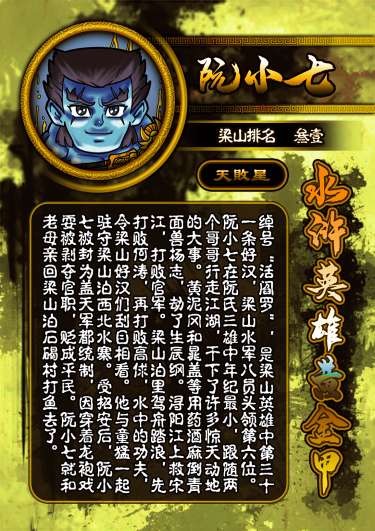 阮小七
梁山排名 叁壹
天败星
水浒英雄黄金甲
绰号“活阎罗”，是梁山英雄中第三十
一条好汉，梁山水军八员头领第六位。
阮小七在阮氏三雄中年纪最小，跟随两
个哥哥行走江湖，干下了许多惊天动地
的大事。黄泥冈和晁盖等用药酒麻倒青
面兽杨志，劫了生辰纲。浔阳江上救宋
江，打败官军。梁山泊里驾舟踏浪，先
打败何涛，再打败高俅，水中的功夫，
令梁山好汉们刮目相看。他与童猛一起
驻守梁山泊西北水寨。受招安后，阮小
七被封为盖天军都统制，因穿着龙袍戏
耍被剥夺官职，贬成平民。阮小七就和
老母亲回梁山泊石碣村打鱼去了。